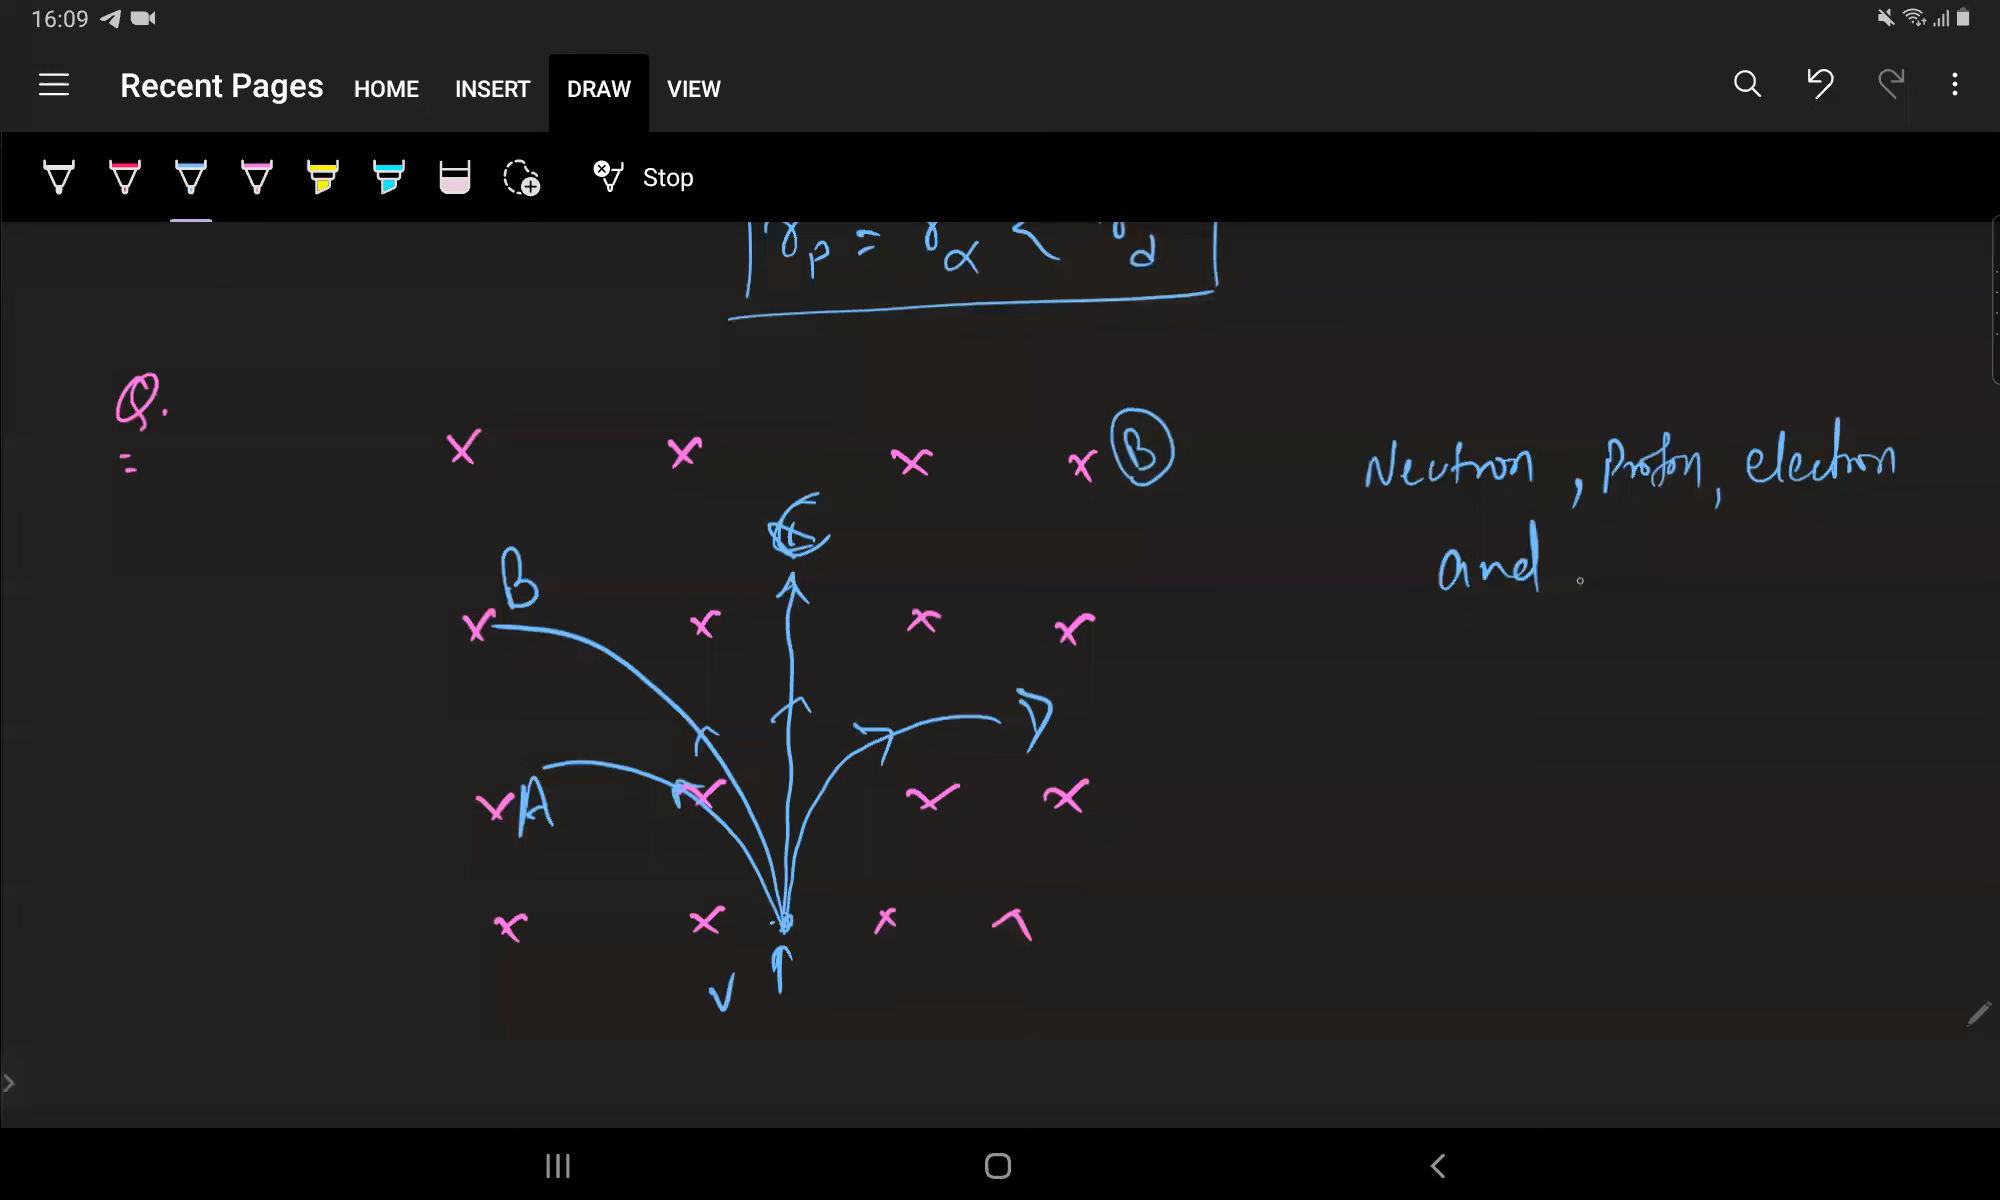 16:09
Recent Pages HOME INSERT DRAW VIEW
Stop
γp = γα < γd
Q.
=
x x x x B
Neutron, Proton, electron
and .
C
B
x x x x
D
x A x x x
x x x
v